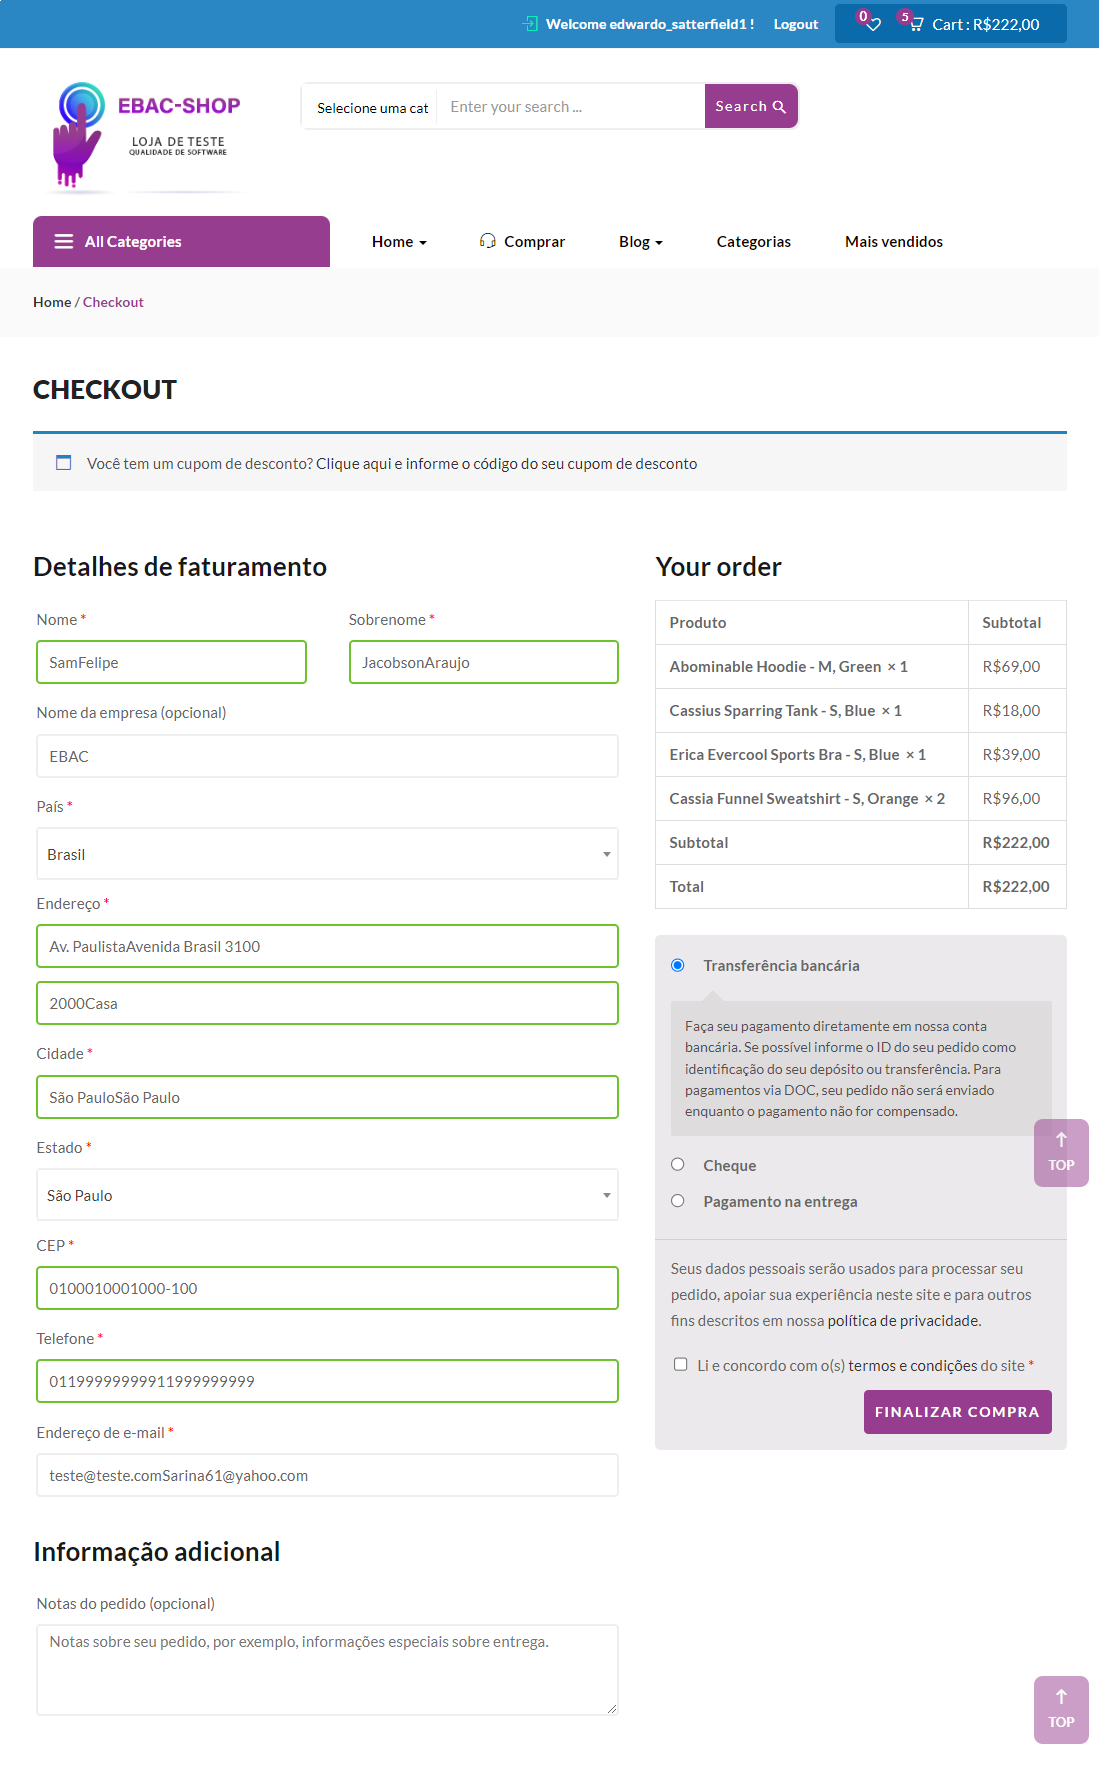 Welcome edwardo_satterfield1 ! Logout 0 5 Cart : R$222,00
EBAC-SHOP
LOJA DE TESTE
QUALIDADE DE SOFTWARE
Selecione uma cat Enter your search ... Search
All Categories Home Comprar Blog Categorias Mais vendidos
Home / Checkout
CHECKOUT
Você tem um cupom de desconto? Clique aqui e informe o código do seu cupom de desconto
Detalhes de faturamento
Nome * Sobrenome *
SamFelipe JacobsonAraujo
Nome da empresa (opcional)
EBAC
País *
Brasil
Endereço *
Av. PaulistaAvenida Brasil 3100
2000Casa
Cidade *
São PauloSão Paulo
Estado *
São Paulo
CEP *
0100010001000-100
Telefone *
01199999999911999999999
Endereço de e-mail *
teste@teste.comSarina61@yahoo.com
Informação adicional
Notas do pedido (opcional)
Notas sobre seu pedido, por exemplo, informações especiais sobre entrega.
Your order
Produto Subtotal
Abominable Hoodie - M, Green × 1 R$69,00
Cassius Sparring Tank - S, Blue × 1 R$18,00
Erica Evercool Sports Bra - S, Blue × 1 R$39,00
Cassia Funnel Sweatshirt - S, Orange × 2 R$96,00
Subtotal R$222,00
Total R$222,00
Transferência bancária
Faça seu pagamento diretamente em nossa conta
bancária. Se possível informe o ID do seu pedido como
identificação do seu depósito ou transferência. Para
pagamentos via DOC, seu pedido não será enviado
enquanto o pagamento não for compensado.
Cheque
Pagamento na entrega
Seus dados pessoais serão usados para processar seu
pedido, apoiar sua experiência neste site e para outros
fins descritos em nossa política de privacidade.
Li e concordo com o(s) termos e condições do site *
FINALIZAR COMPRA
TOP
TOP